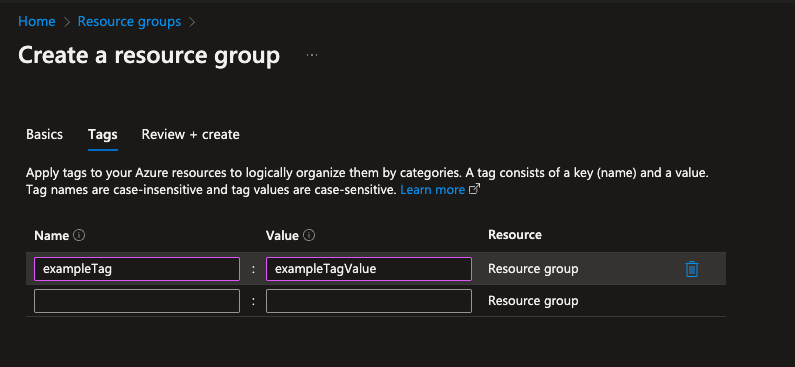 Home > Resource groups >
Create a resource group ...
Basics Tags Review + create
Apply tags to your Azure resources to logically organize them by categories. A tag consists of a key (name) and a value.
Tag names are case-insensitive and tag values are case-sensitive. Learn more
Name Value Resource
exampleTag : exampleTagValue Resource group
: Resource group